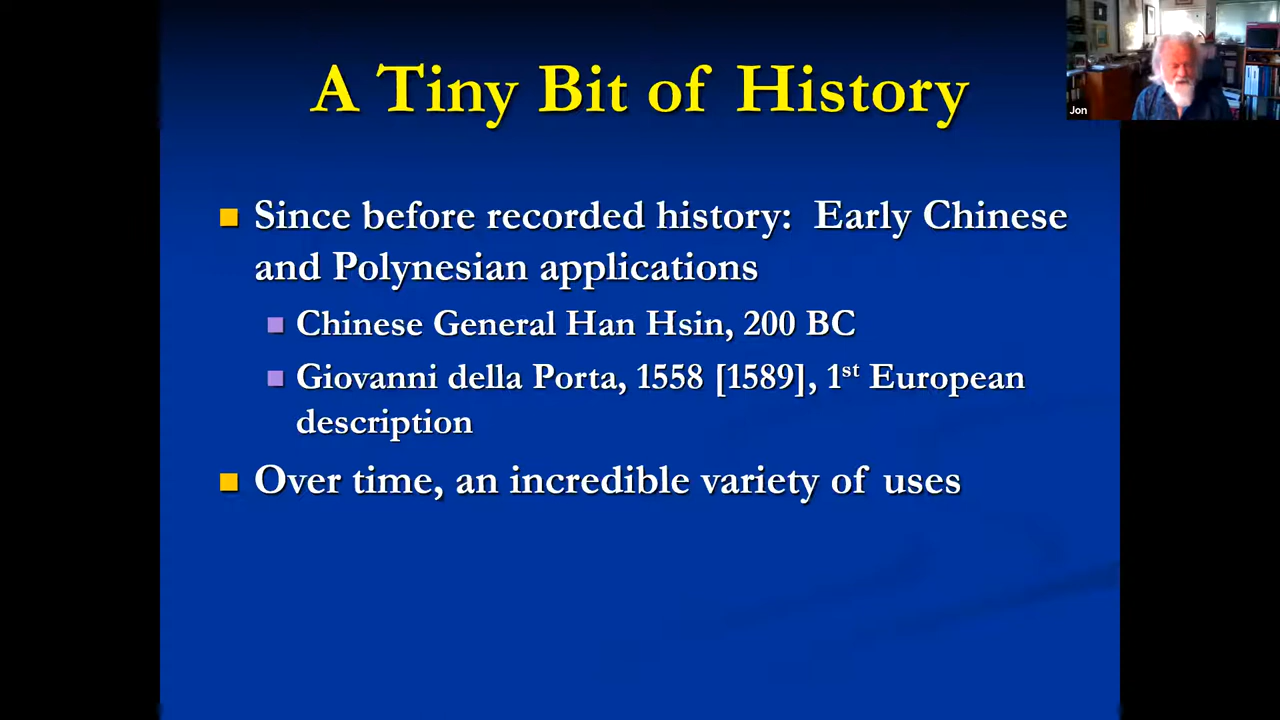 A Tiny Bit of History
Jon
Since before recorded history: Early Chinese
and Polynesian applications
Chinese General Han Hsin, 200 BC
Giovanni della Porta, 1558 [1589], 1st European
description
Over time, an incredible variety of uses